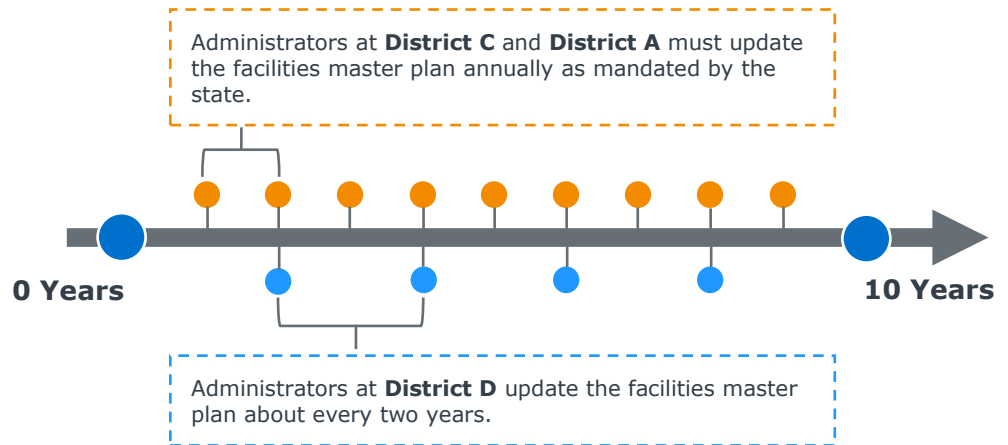 Administrators at District C and District A must update
the facilities master plan annually as mandated by the
state.
0 Years
10 Years
Administrators at District D update the facilities master
plan about every two years.